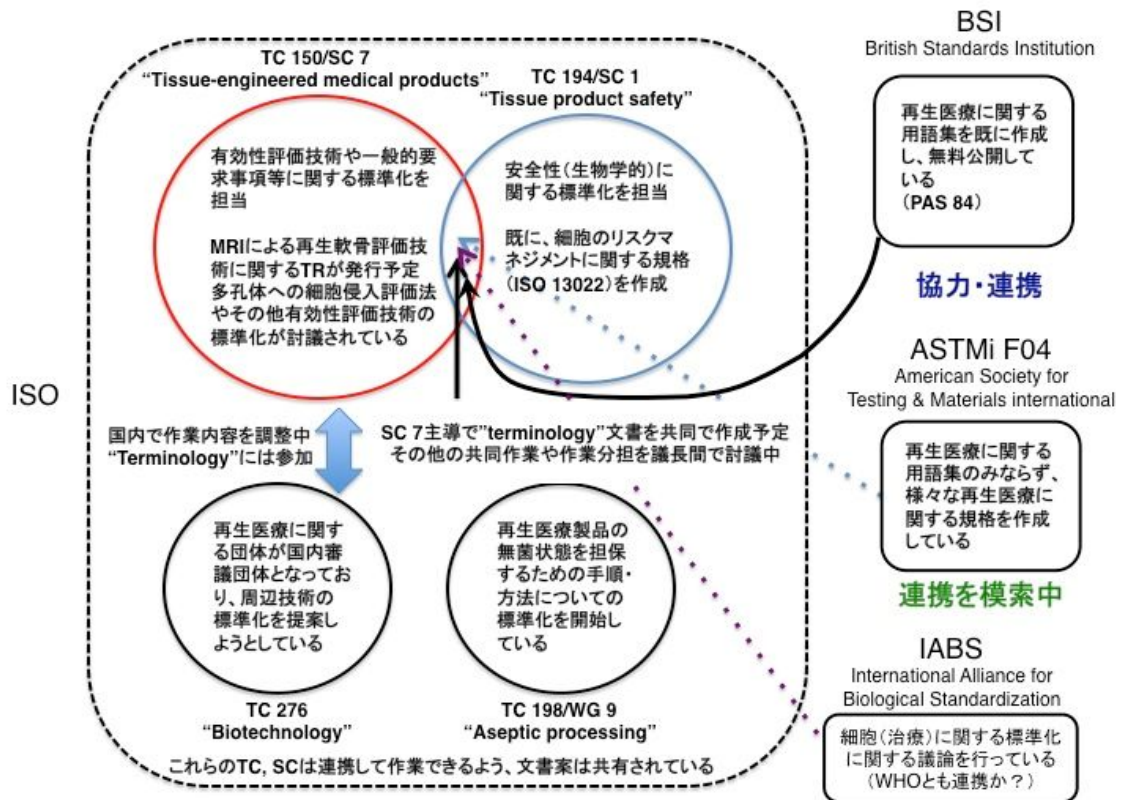 BSI
British Standards Institution
TC 150/SC 7
“Tissue-engineered medical products”
TC 194/SC 1
“Tissue product safety”
再生医療に関する
用語集を既に作成
し、無料公開して
いる
（PAS 84）
有効性評価技術や一般的要
求事項等に関する標準化を
担当
MRIによる再生軟骨評価技
術に関するTRが発行予定
多孔体への細胞侵入評価法
やその他有効性評価技術の
標準化が討議されている
安全性（生物学的）に
関する標準化を担当
既に、細胞のリスクマ
ネジメントに関する規格
（ISO 13022）を作成
協力・連携
ASTMi F04
American Society for
Testing & Materials international
ISO
国内で作業内容を調整中
“Terminology”には参加
SC 7主導で”terminology”文書を共同で作成予定
その他の共同作業や作業分担を議長間で討議中
再生医療に関する
用語集のみならず、
様々な再生医療に
関する規格を作成
している
連携を模索中
再生医療に関す
る団体が国内審
議団体となってお
り、周辺技術の
標準化を提案し
ようとしている
再生医療製品の
無菌状態を担保
するための手順・
方法についての
標準化を開始し
ている
IABS
International Alliance for
Biological Standardization
TC 276
“Biotechnology”
TC 198/WG 9
“Aseptic processing”
細胞（治療）に関する標準化
に関する議論を行っている
（WHOとも連携か？）
これらのTC, SCは連携して作業できるよう、文書案は共有されている